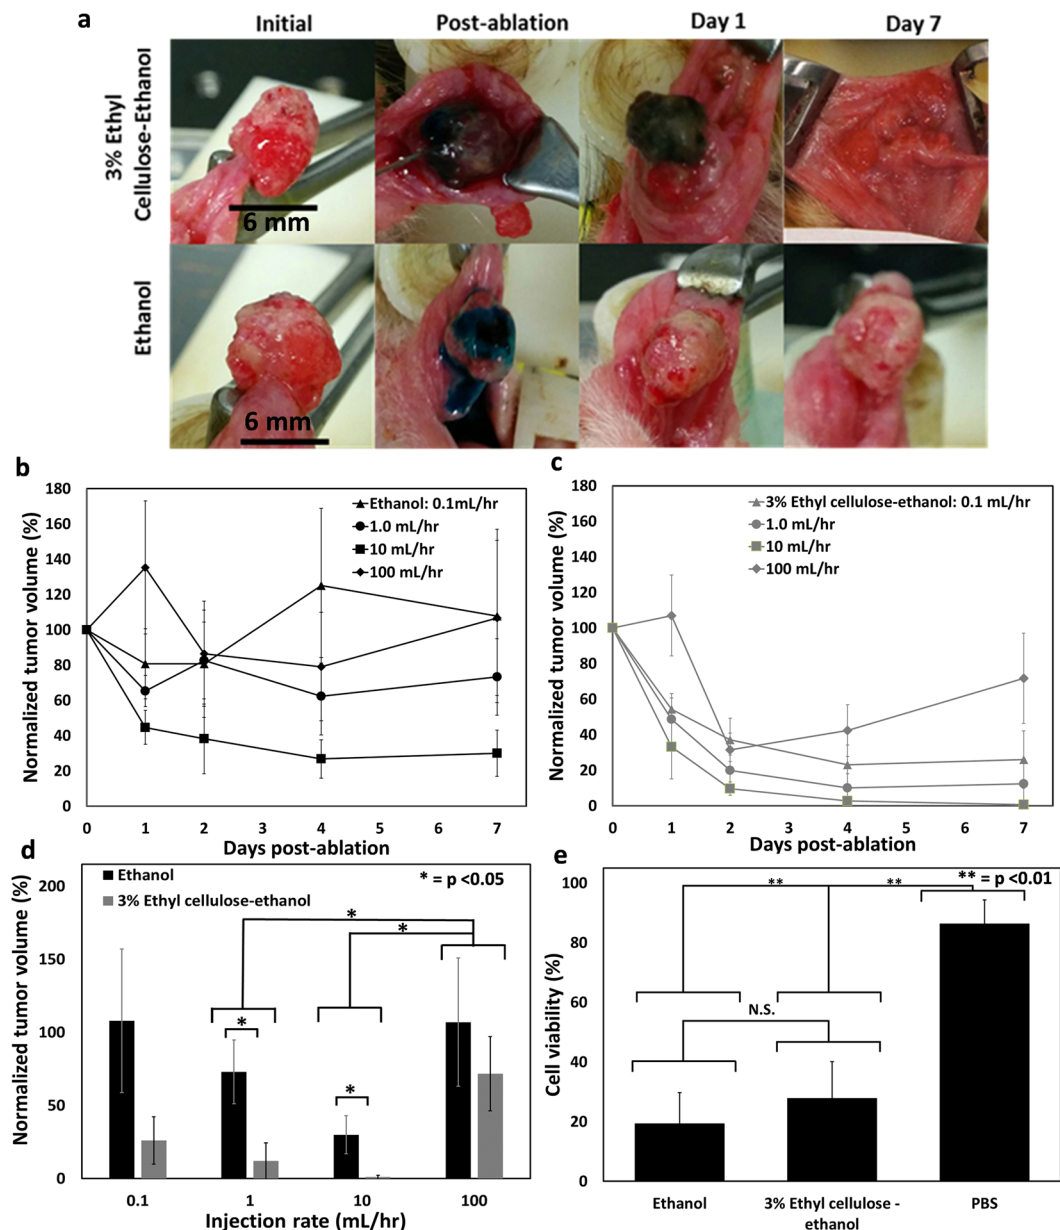 a
Initial
Post-ablation
Day 1
Day 7
3% Ethyl
Cellulose-Ethanol
6 mm
Ethanol
6 mm
b
Normalized tumor volume (%)
180
160
140
120
100
80
60
40
20
0
Ethanol: 0.1mL/hr
1.0 mL/hr
10 mL/hr
100 mL/hr
0 1 2 3 4 5 6 7
Days post-ablation
c
Normalized tumor volume (%)
180
160
140
120
100
80
60
40
20
0
3% Ethyl cellulose-ethanol: 0.1 mL/hr
1.0 mL/hr
10 mL/hr
100 mL/hr
0 1 2 3 4 5 6 7
Days post-ablation
d
Normalized tumor volume (%)
200
150
100
50
0
Ethanol
3% Ethyl cellulose-ethanol
* = p <0.05
*
*
*
*
0.1 1 10 100
Injection rate (mL/hr)
e
Cell viability (%)
100
80
60
40
20
0
** = p <0.01
** **
N.S.
Ethanol
3% Ethyl cellulose -
ethanol
PBS